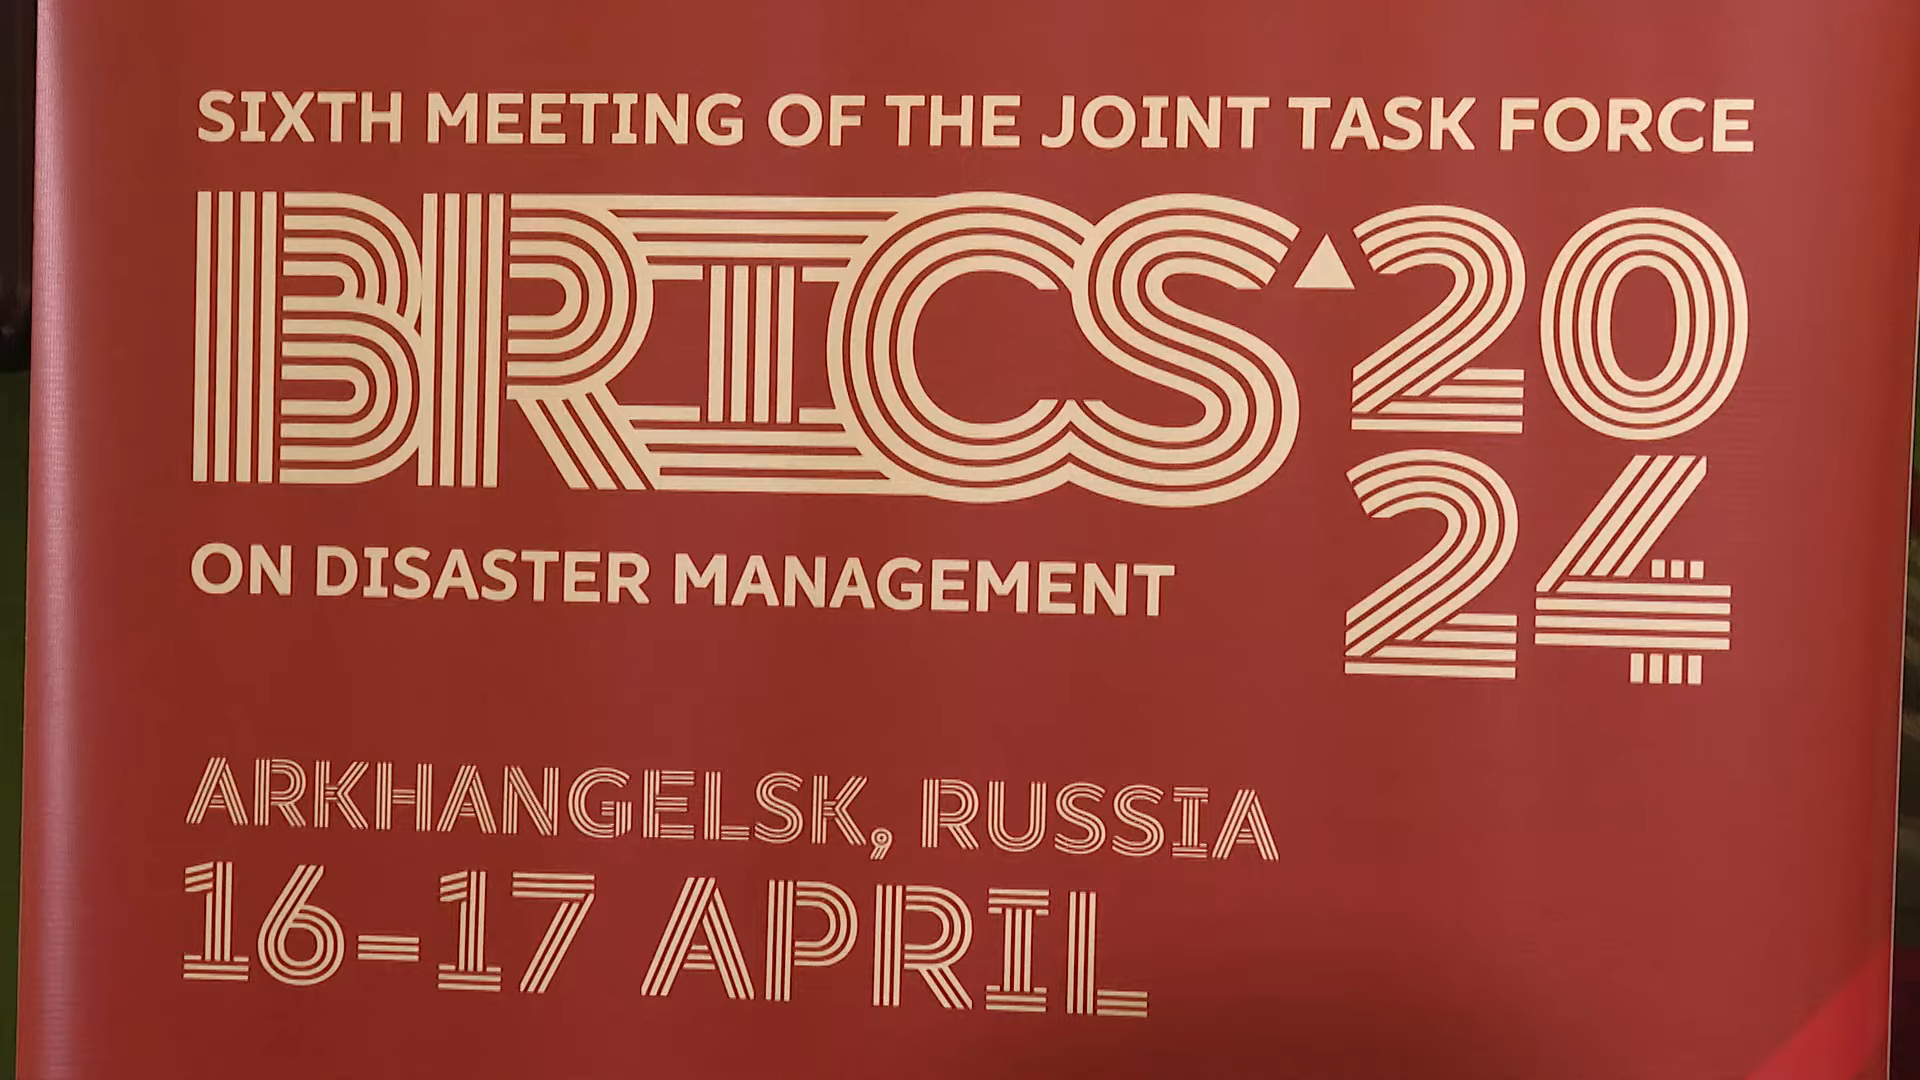 SIXTH MEETING OF THE JOINT TASK FORCE
BRICS 2024
ON DISASTER MANAGEMENT
ARKHANGELSK, RUSSIA
16–17 APRIL